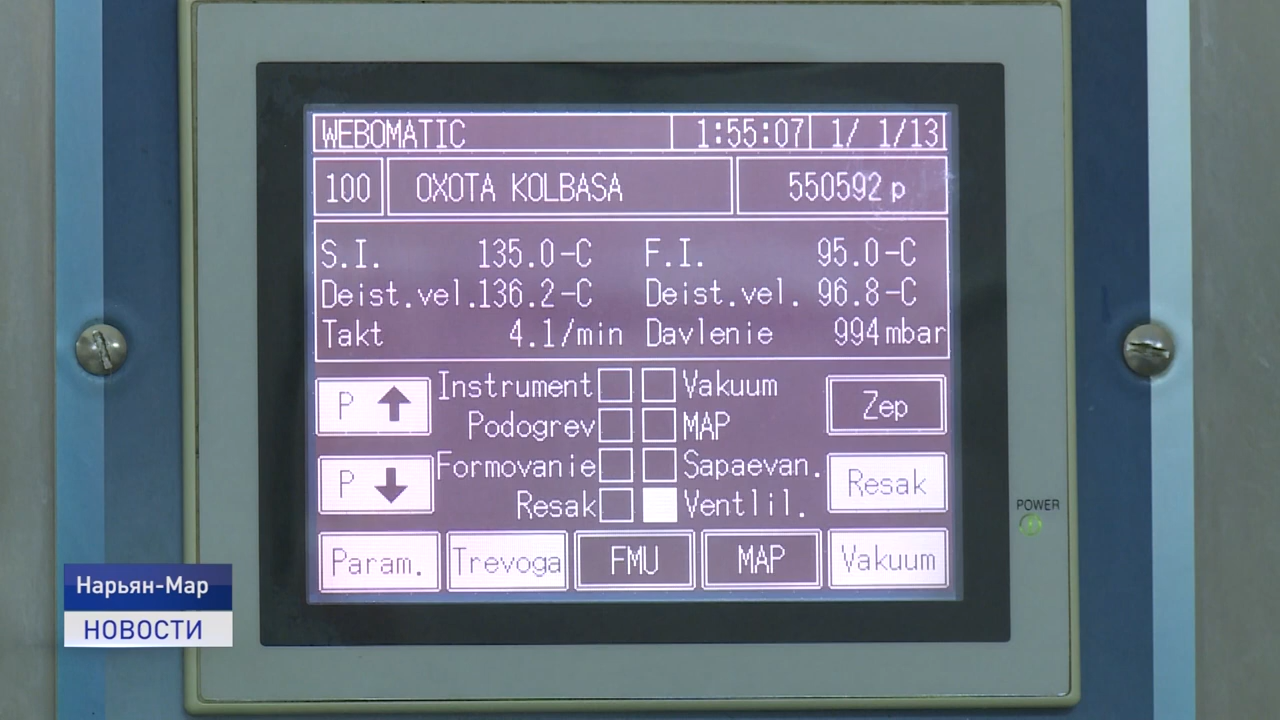 WEBOMATIC 1:55:07 1/ 1/13
100 OXOTA KOLBASA 550592 p
S.I. 135.0-C F.I. 95.0-C
Deist.vel.136.2-C Deist.vel. 96.8-C
Takt 4.1/min Davlenie 994 mbar
P Instrument Vakuum Zep
Podogrev MAP
P Formovanie Sapaevan. Resak
Resak Ventlil.
POWER
Param. Trevoga FMU MAP Vakuum
Нарьян-Мар
НОВОСТИ